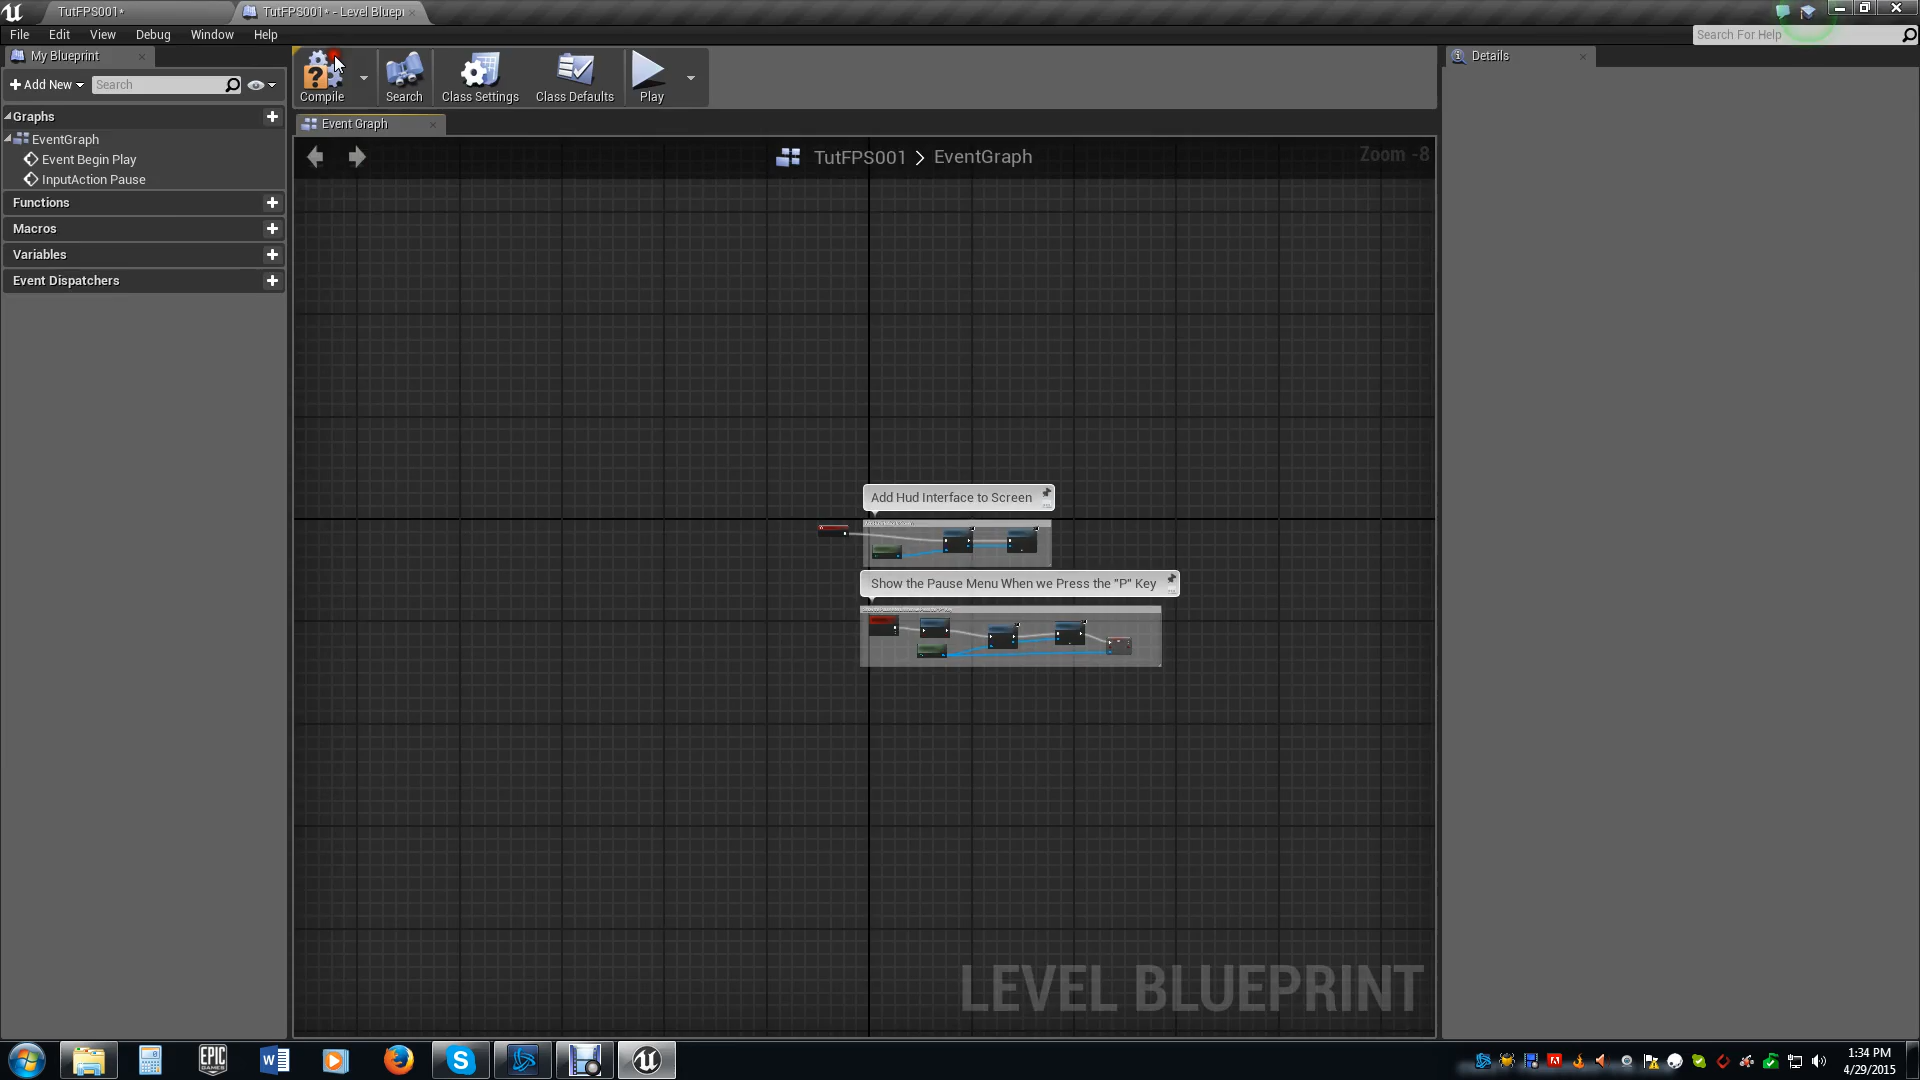 TutFPS001*
TutFPS001* - Level Bluepi
File Edit View Debug Window Help
Search For Help
My Blueprint
Details
Add New
Search
Compile
Search
Class Settings
Class Defaults
Play
Graphs
EventGraph
Event Begin Play
InputAction Pause
Functions
Macros
Variables
Event Dispatchers
Event Graph
TutFPS001 > EventGraph
Zoom -8
Add Hud Interface to Screen
Show the Pause Menu When we Press the "P" Key
LEVEL BLUEPRINT
EPIC
GAMES
1:34 PM
4/29/2015